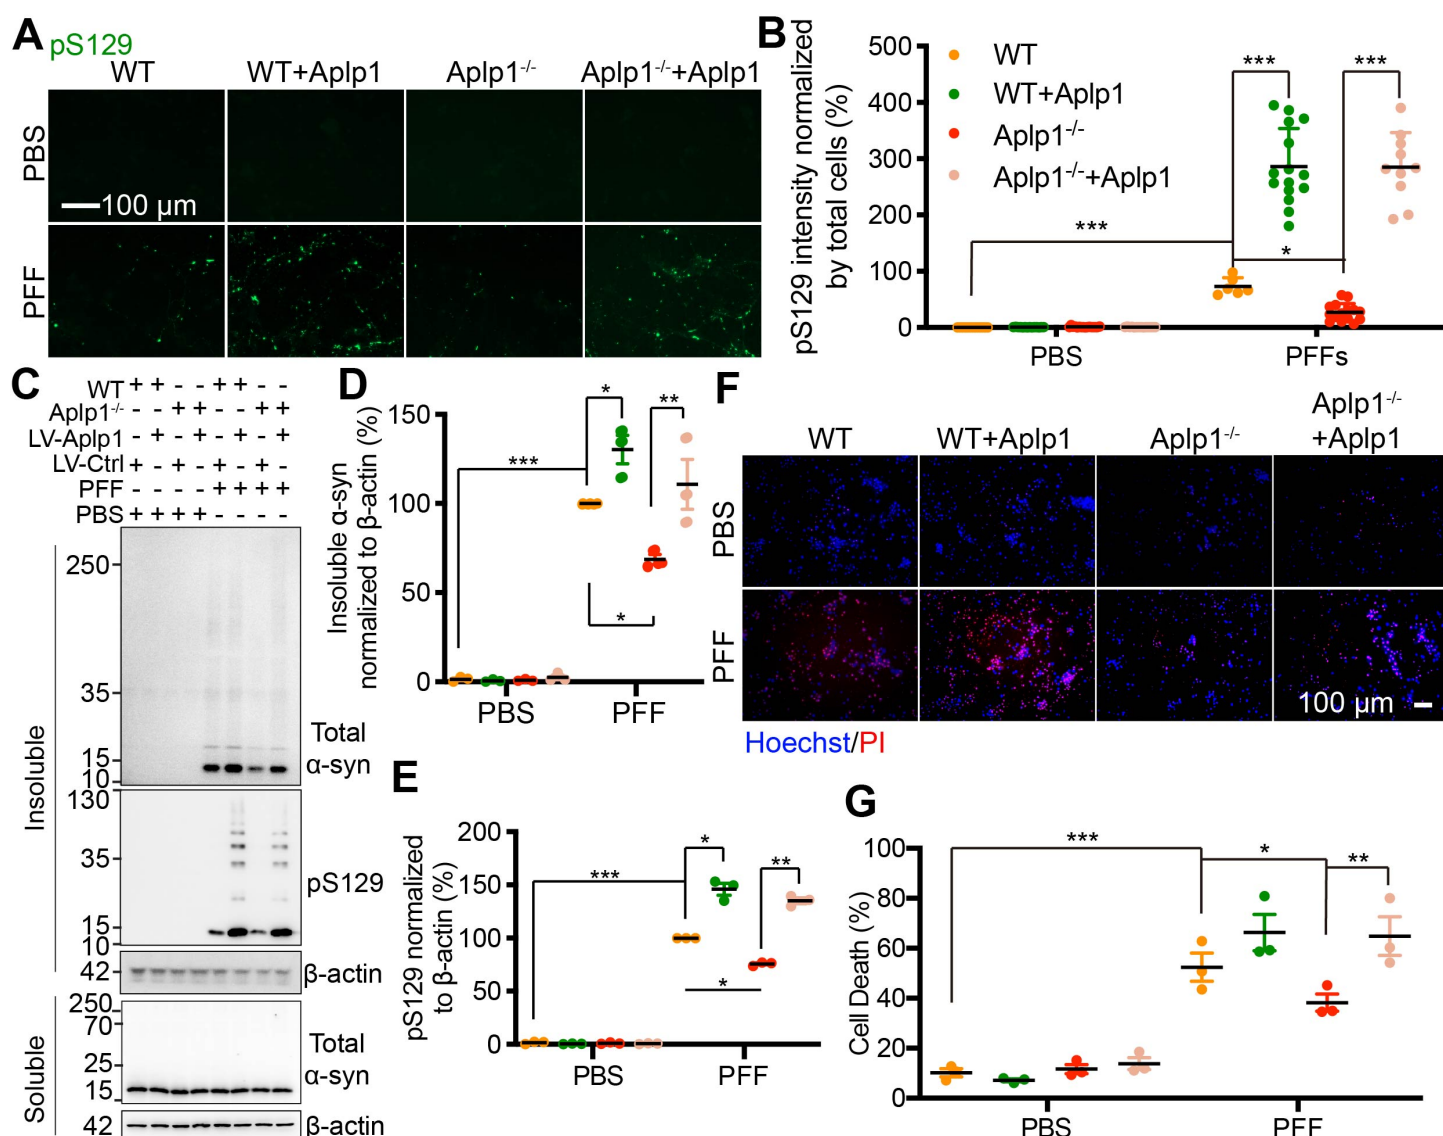 A
pS129
WT WT+Aplp1 Aplp1-/- Aplp1-/-+Aplp1
PBS
100 μm
PFF
B
pS129 intensity normalized
by total cells (%)
500
400
300
200
100
0
WT
WT+Aplp1
Aplp1-/-
Aplp1-/-+Aplp1
***
*
*** ***
PBS PFFs
C
WT + + - - + + - -
Aplp1-/- - - + + - - + +
LV-Aplp1 - + - + - + - +
LV-Ctrl + - + - + - + -
PFF - - - - + + + +
PBS + + + + - - - -
Insoluble
250
35
15
10
Total
α-syn
130
35
15
10
pS129
42 β-actin
Soluble
250
70
25
15
Total
α-syn
42 β-actin
D
Insoluble α-syn
normalized to β-actin (%)
150
100
50
0
***
*
**
*
PBS PFF
E
pS129 normalized
to β-actin (%)
200
150
100
50
0
***
*
**
*
PBS PFF
F
WT WT+Aplp1 Aplp1-/- Aplp1-/-
+Aplp1
PBS
PFF
100 μm
Hoechst/PI
G
Cell Death (%)
100
80
60
40
20
0
***
*
**
PBS PFF